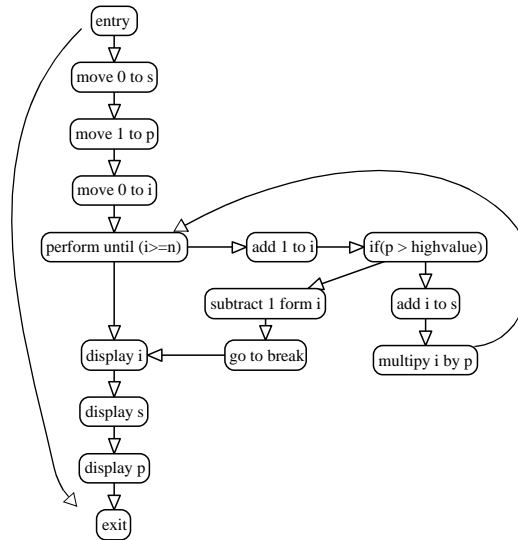 entry
move 0 to s
move 1 to p
move 0 to i
perform until (i>=n)
add 1 to i
if(p > highvalue)
subtract 1 form i
add i to s
display i
go to break
multipy i by p
display s
display p
exit